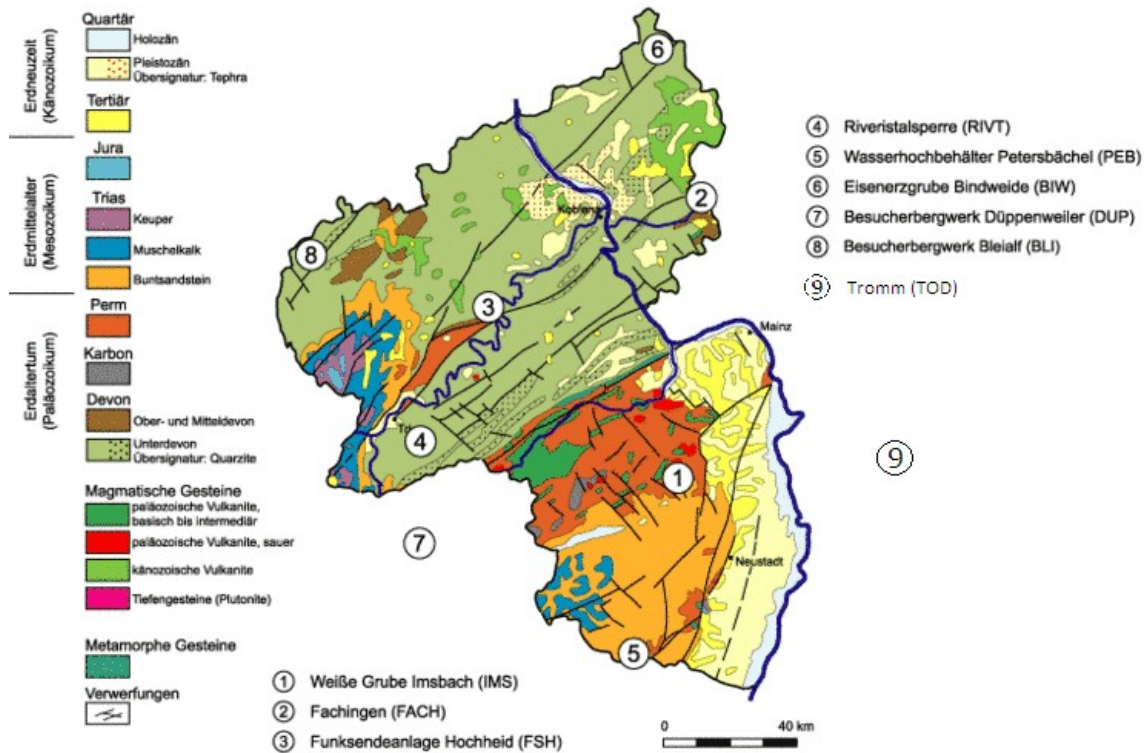 Erdneuzeit
(Känozoikum)
Erdmittelalter
(Mesozoikum)
Erdaltertum
(Paläozoikum)
Quartär
Holozän
Pleistozän
Übersignatur: Tephra
Tertiär
Jura
Trias
Keuper
Muschelkalk
Buntsandstein
Perm
Karbon
Devon
Ober- und Mitteldevon
Unterdevon
Übersignatur: Quarzite
Magmatische Gesteine
paläozoische Vulkanite,
basisch bis intermediär
paläozoische Vulkanite, sauer
känozoische Vulkanite
Tiefengesteine (Plutonite)
Metamorphe Gesteine
Verwerfungen
6
2
Koblenz
8
3
Mainz
4
9
1
7
Neustadt
5
4 Riveristalsperre (RIVT)
5 Wasserhochbehälter Petersbächel (PEB)
6 Eisenerzgrube Bindweide (BIW)
7 Besucherbergwerk Düppenweiler (DUP)
8 Besucherbergwerk Bleialf (BLI)
9 Tromm (TOD)
1 Weiße Grube Imsbach (IMS)
2 Fachingen (FACH)
3 Funksendeanlage Hochheid (FSH)
0 40 km